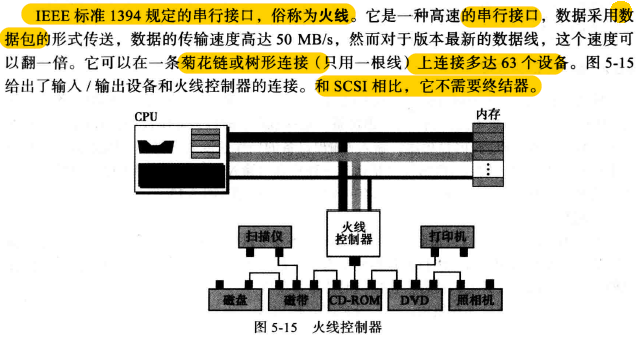 IEEE 标准 1394 规定的串行接口，俗称为火线。它是一种高速的串行接口，数据采用数
据包的形式传送，数据的传输速度高达 50 MB/s，然而对于版本最新的数据线，这个速度可
以翻一倍。它可以在一条菊花链或树形连接（只用一根线）上连接多达 63 个设备。图 5-15
给出了输入 / 输出设备和火线控制器的连接。和 SCSI 相比，它不需要终结器。
CPU
内存
火线
控制器
扫描仪
打印机
磁盘
磁带
CD-ROM
DVD
照相机
图 5-15 火线控制器